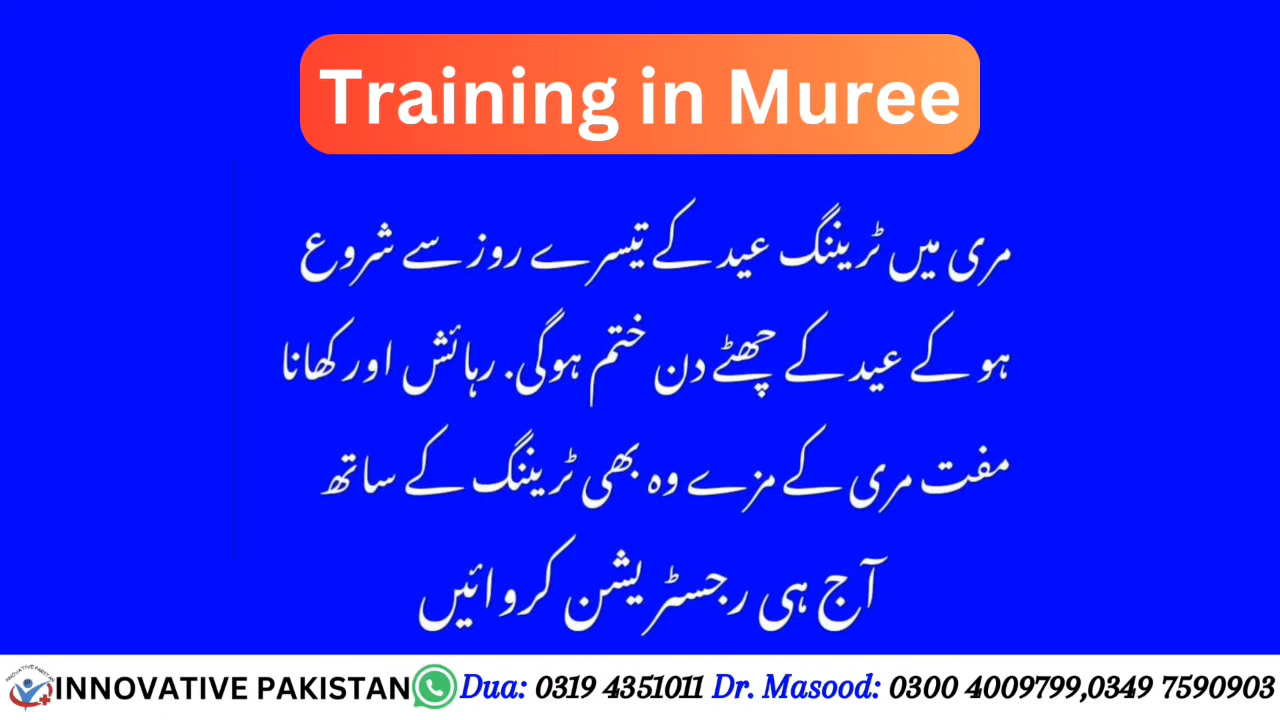 Training in Muree
مری میں ٹریننگ عید کے تیسرے روز سے شروع
ہو کے عید کے چھٹے دن ختم ہوگی. رہائش اور کھانا
مفت مری کے مزے وہ بھی ٹریننگ کے ساتھ
آج ہی رجسٹریشن کروائیں
INNOVATIVE PAKISTAN
INNOVATIVE PAKISTAN Dua: 0319 4351011 Dr. Masood: 0300 4009799,0349 7590903